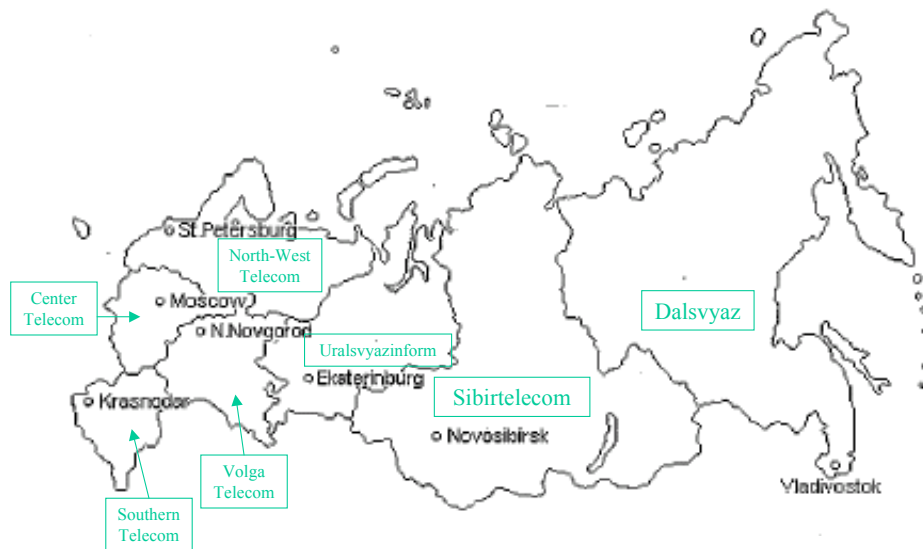 St.Petersburg
North-West
Telecom
Center
Telecom
Moscow
N.Novgorod
Dalsvyaz
Uralsvyazinform
Ekaterinburg
Sibirtelecom
Krasnodar
Novosibirsk
Volga
Telecom
Vladivostok
Southern
Telecom